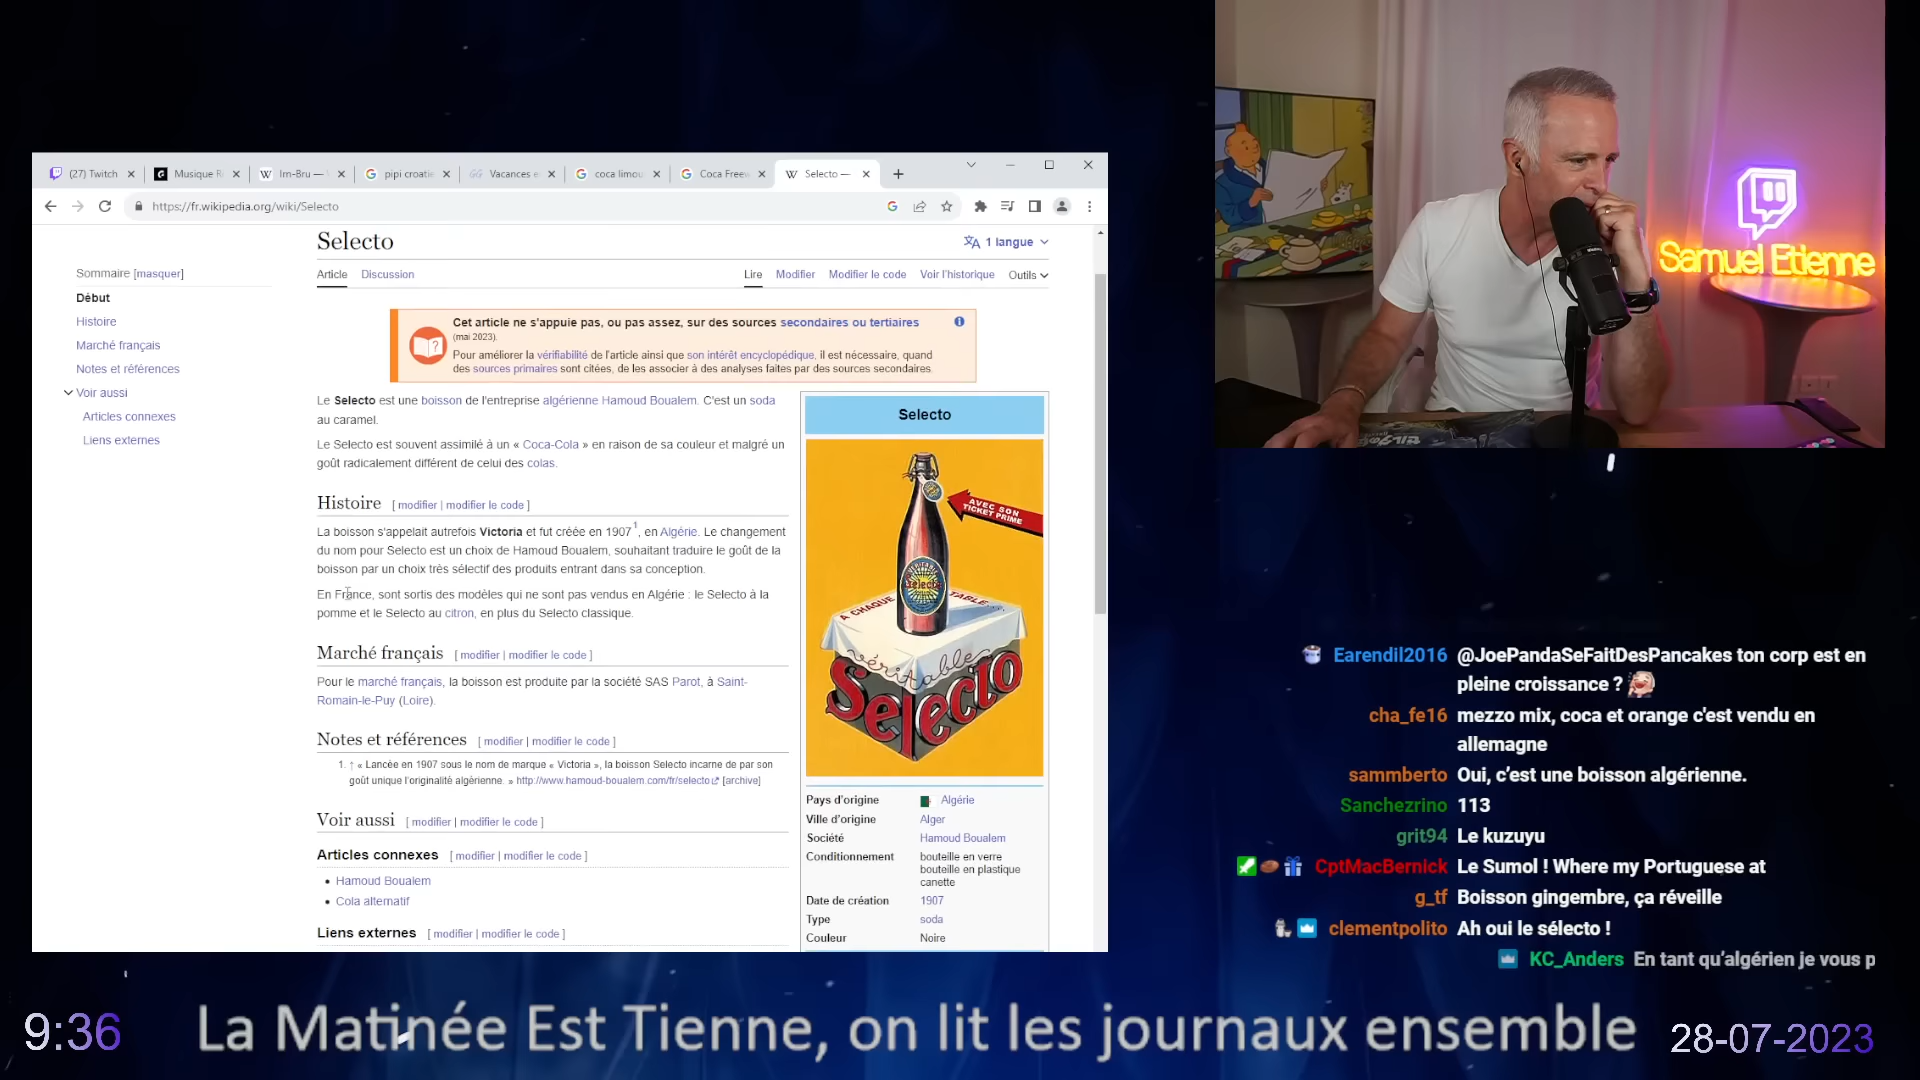 (27) Twitch
Musique R
Irn-Bru —
pipi croatie
Vacances e
coca limou
Coca Freew
Selecto —
https://fr.wikipedia.org/wiki/Selecto
Selecto
1 langue
Article Discussion
Lire Modifier Modifier le code Voir l'historique Outils
Sommaire [masquer]
Début
Histoire
Marché français
Notes et références
Voir aussi
Articles connexes
Liens externes
Cet article ne s'appuie pas, ou pas assez, sur des sources secondaires ou tertiaires
(mai 2023).
Pour améliorer la vérifiabilité de l'article ainsi que son intérêt encyclopédique, il est nécessaire, quand
des sources primaires sont citées, de les associer à des analyses faites par des sources secondaires.
Le Selecto est une boisson de l'entreprise algérienne Hamoud Boualem. C'est un soda
au caramel.
Le Selecto est souvent assimilé à un « Coca-Cola » en raison de sa couleur et malgré un
goût radicalement différent de celui des colas.
Histoire [ modifier | modifier le code ]
La boisson s'appelait autrefois Victoria et fut créée en 1907¹, en Algérie. Le changement
du nom pour Selecto est un choix de Hamoud Boualem, souhaitant traduire le goût de la
boisson par un choix très sélectif des produits entrant dans sa conception.
En France, sont sortis des modèles qui ne sont pas vendus en Algérie : le Selecto à la
pomme et le Selecto au citron, en plus du Selecto classique.
Marché français [ modifier | modifier le code ]
Pour le marché français, la boisson est produite par la société SAS Parot, à Saint-
Romain-le-Puy (Loire).
Notes et références [ modifier | modifier le code ]
1. ↑ « Lancée en 1907 sous le nom de marque « Victoria », la boisson Selecto incarne de par son
goût unique l'originalité algérienne. » http://www.hamoud-boualem.com/fr/selecto [archive]
Voir aussi [ modifier | modifier le code ]
Articles connexes [ modifier | modifier le code ]
• Hamoud Boualem
• Cola alternatif
Liens externes [ modifier | modifier le code ]
Selecto
AVEC SON
TICKET PRIME
Selecto
A CHAQUE TABLE
véritable
Selecto
Pays d'origine Algérie
Ville d'origine Alger
Société Hamoud Boualem
Conditionnement bouteille en verre
bouteille en plastique
canette
Date de création 1907
Type soda
Couleur Noire
Samuel Etienne
Earendil2016 @JoePandaSeFaitDesPancakes ton corp est en
pleine croissance ?
cha_fe16 mezzo mix, coca et orange c'est vendu en
allemagne
sammberto Oui, c'est une boisson algérienne.
Sanchezrino 113
grit94 Le kuzuyu
CptMacBernick Le Sumol ! Where my Portuguese at
g_tf Boisson gingembre, ça réveille
clementpolito Ah oui le sélecto !
KC_Anders En tant qu'algérien je vous p
9:36
La Matinée Est Tienne, on lit les journaux ensemble
28-07-2023